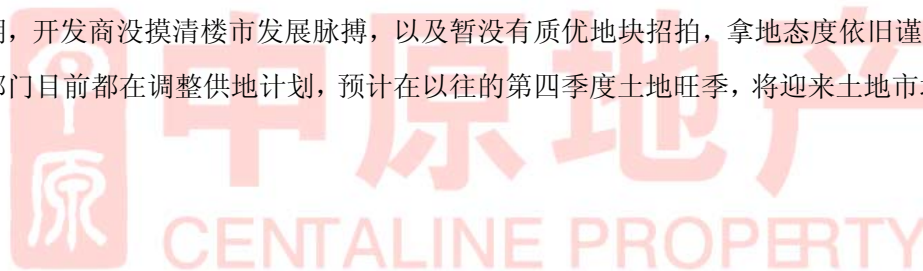 ，开发商没摸清楼市发展脉搏，以及暂没有质优地块招拍，拿地态度依旧谨
部门目前都在调整供地计划，预计在以往的第四季度土地旺季，将迎来土地市
中原地产
中原
CENTALINE PROPERTY